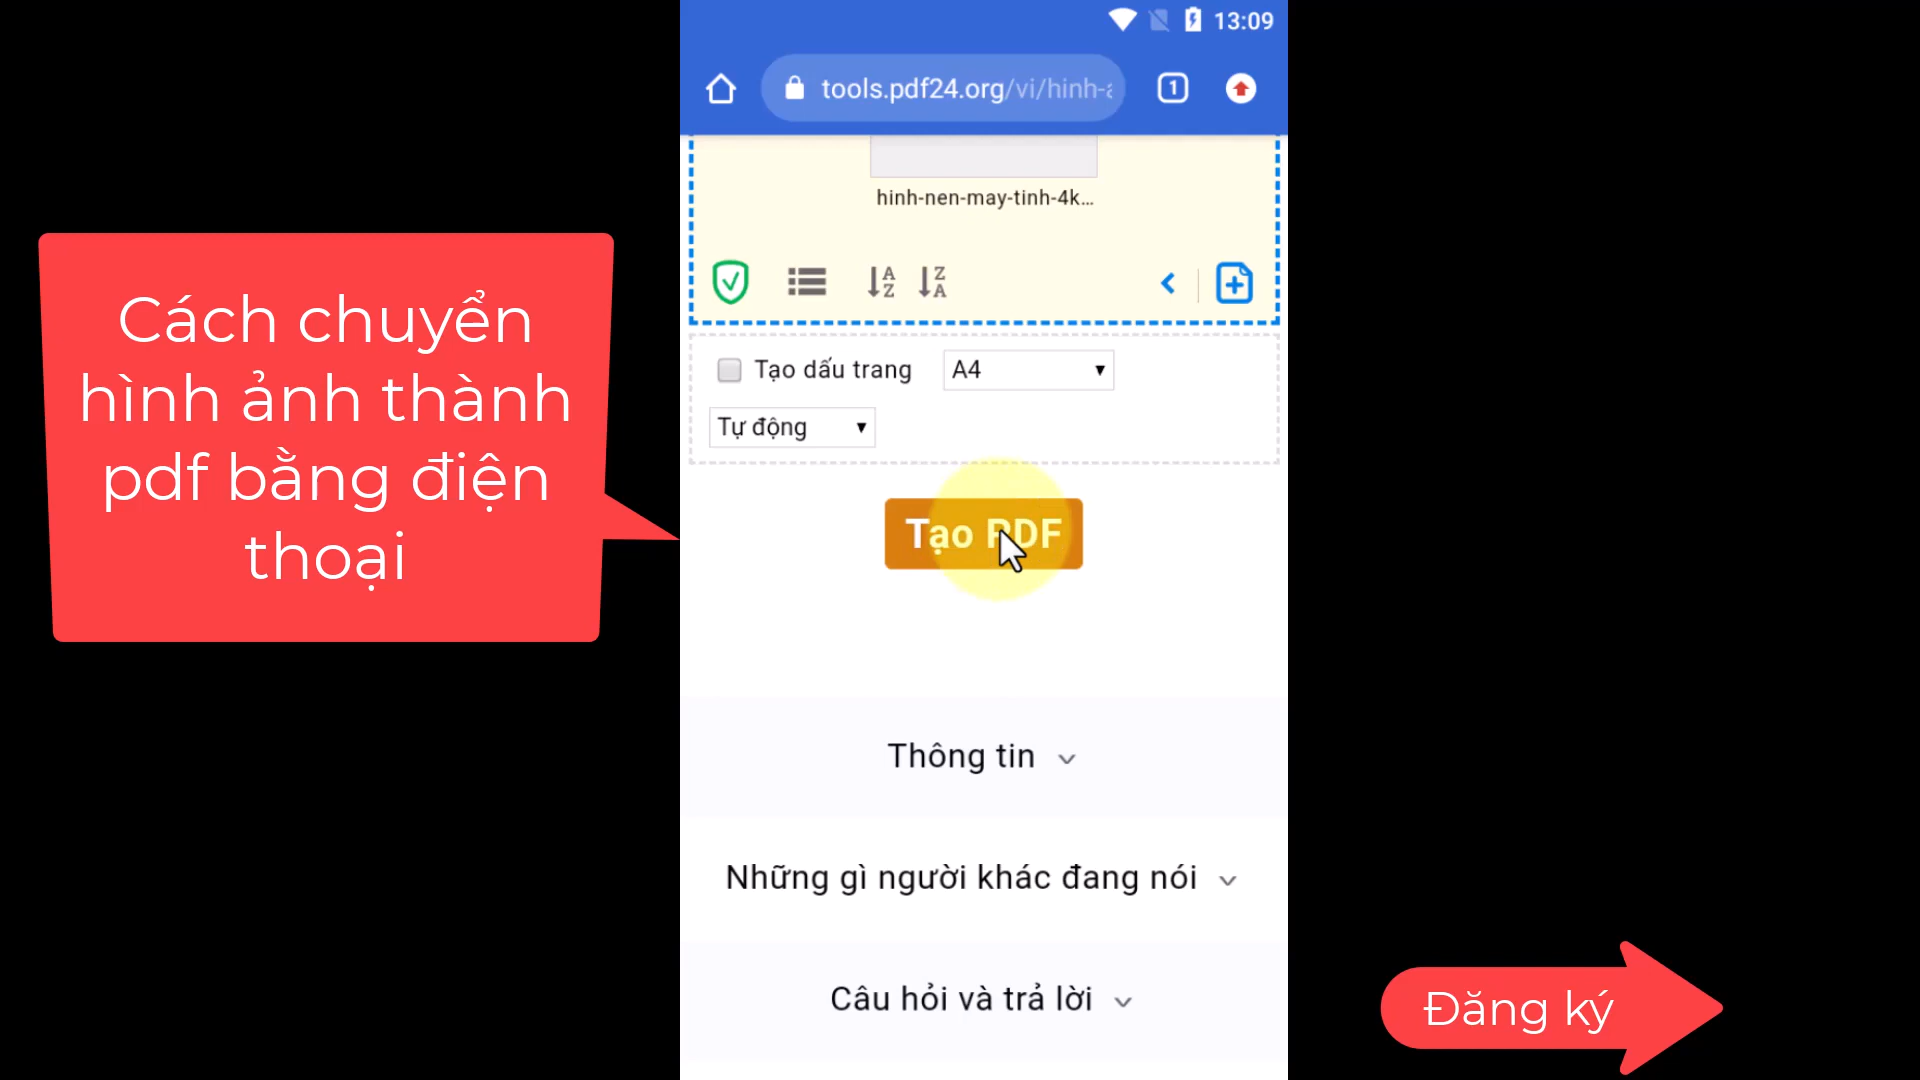 13:09
tools.pdf24.org/vi/hinh-
1
hinh-nen-may-tinh-4k...
A
Z
Z
A
Tạo dấu trang
A4
Tự động
Tạo PDF
Thông tin
Những gì người khác đang nói
Câu hỏi và trả lời
Cách chuyển
hình ảnh thành
pdf bằng điện
thoại
Đăng ký